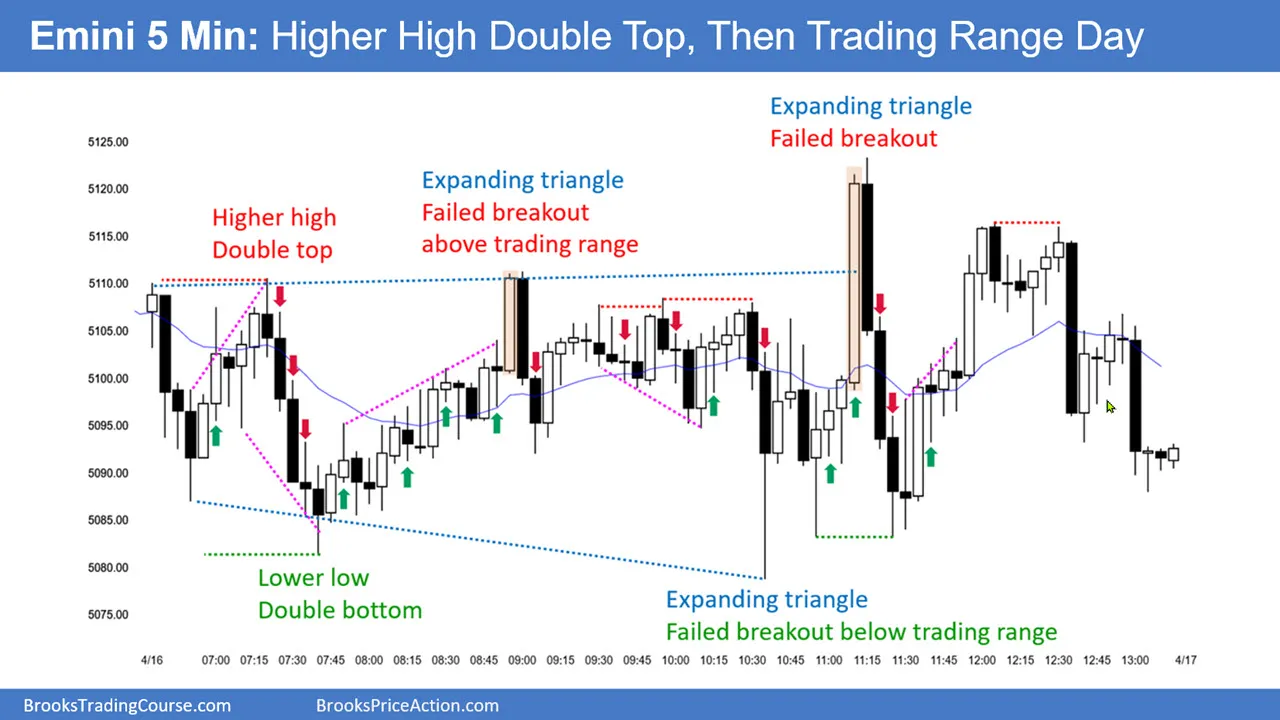 Emini 5 Min: Higher High Double Top, Then Trading Range Day
Expanding triangle
Failed breakout
5125.00
5120.00
5115.00
5110.00
5105.00
5100.00
5095.00
5090.00
5085.00
5080.00
5075.00
Expanding triangle
Failed breakout
above trading range
Higher high
Double top
Lower low
Double bottom
Expanding triangle
Failed breakout below trading range
4/16 07:00 07:15 07:30 07:45 08:00 08:15 08:30 08:45 09:00 09:15 09:30 09:45 10:00 10:15 10:30 10:45 11:00 11:15 11:30 11:45 12:00 12:15 12:30 12:45 13:00 4/17
BrooksTradingCourse.com BrooksPriceAction.com